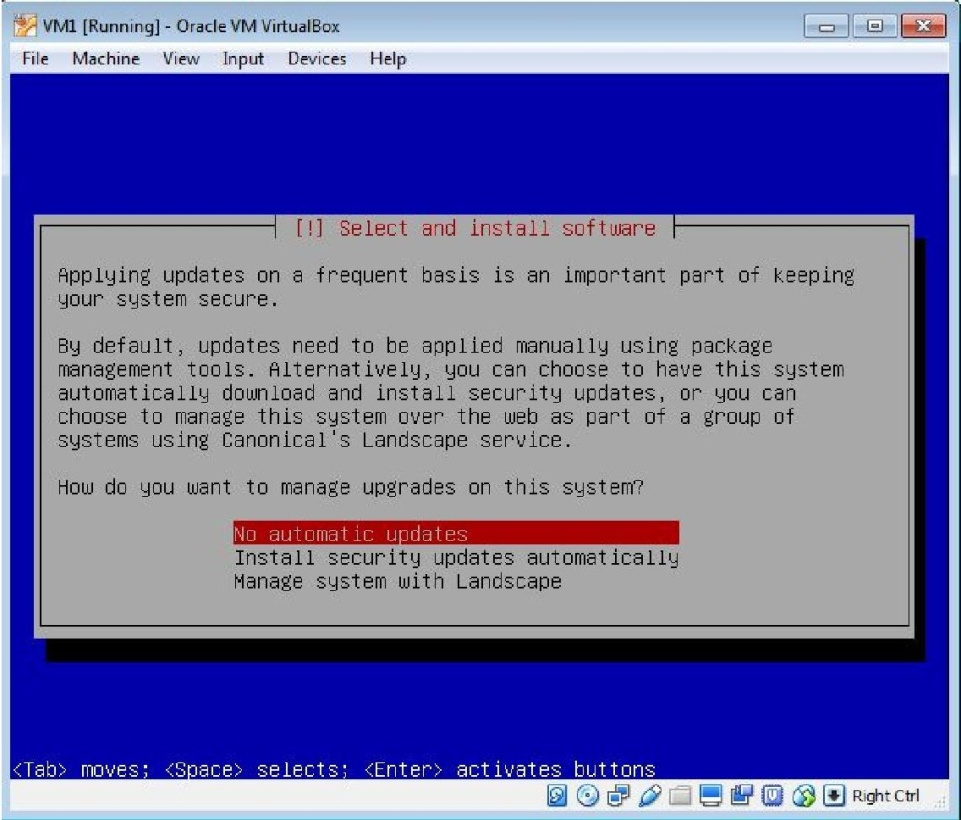 VM1 [Running] - Oracle VM VirtualBox
File Machine View Input Devices Help
[!] Select and install software
Applying updates on a frequent basis is an important part of keeping
your system secure.
By default, updates need to be applied manually using package
management tools. Alternatively, you can choose to have this system
automatically download and install security updates, or you can
choose to manage this system over the web as part of a group of
systems using Canonical's Landscape service.
How do you want to manage upgrades on this system?
No automatic updates
Install security updates automatically
Manage system with Landscape
<Tab> moves; <Space> selects; <Enter> activates buttons
Right Ctrl